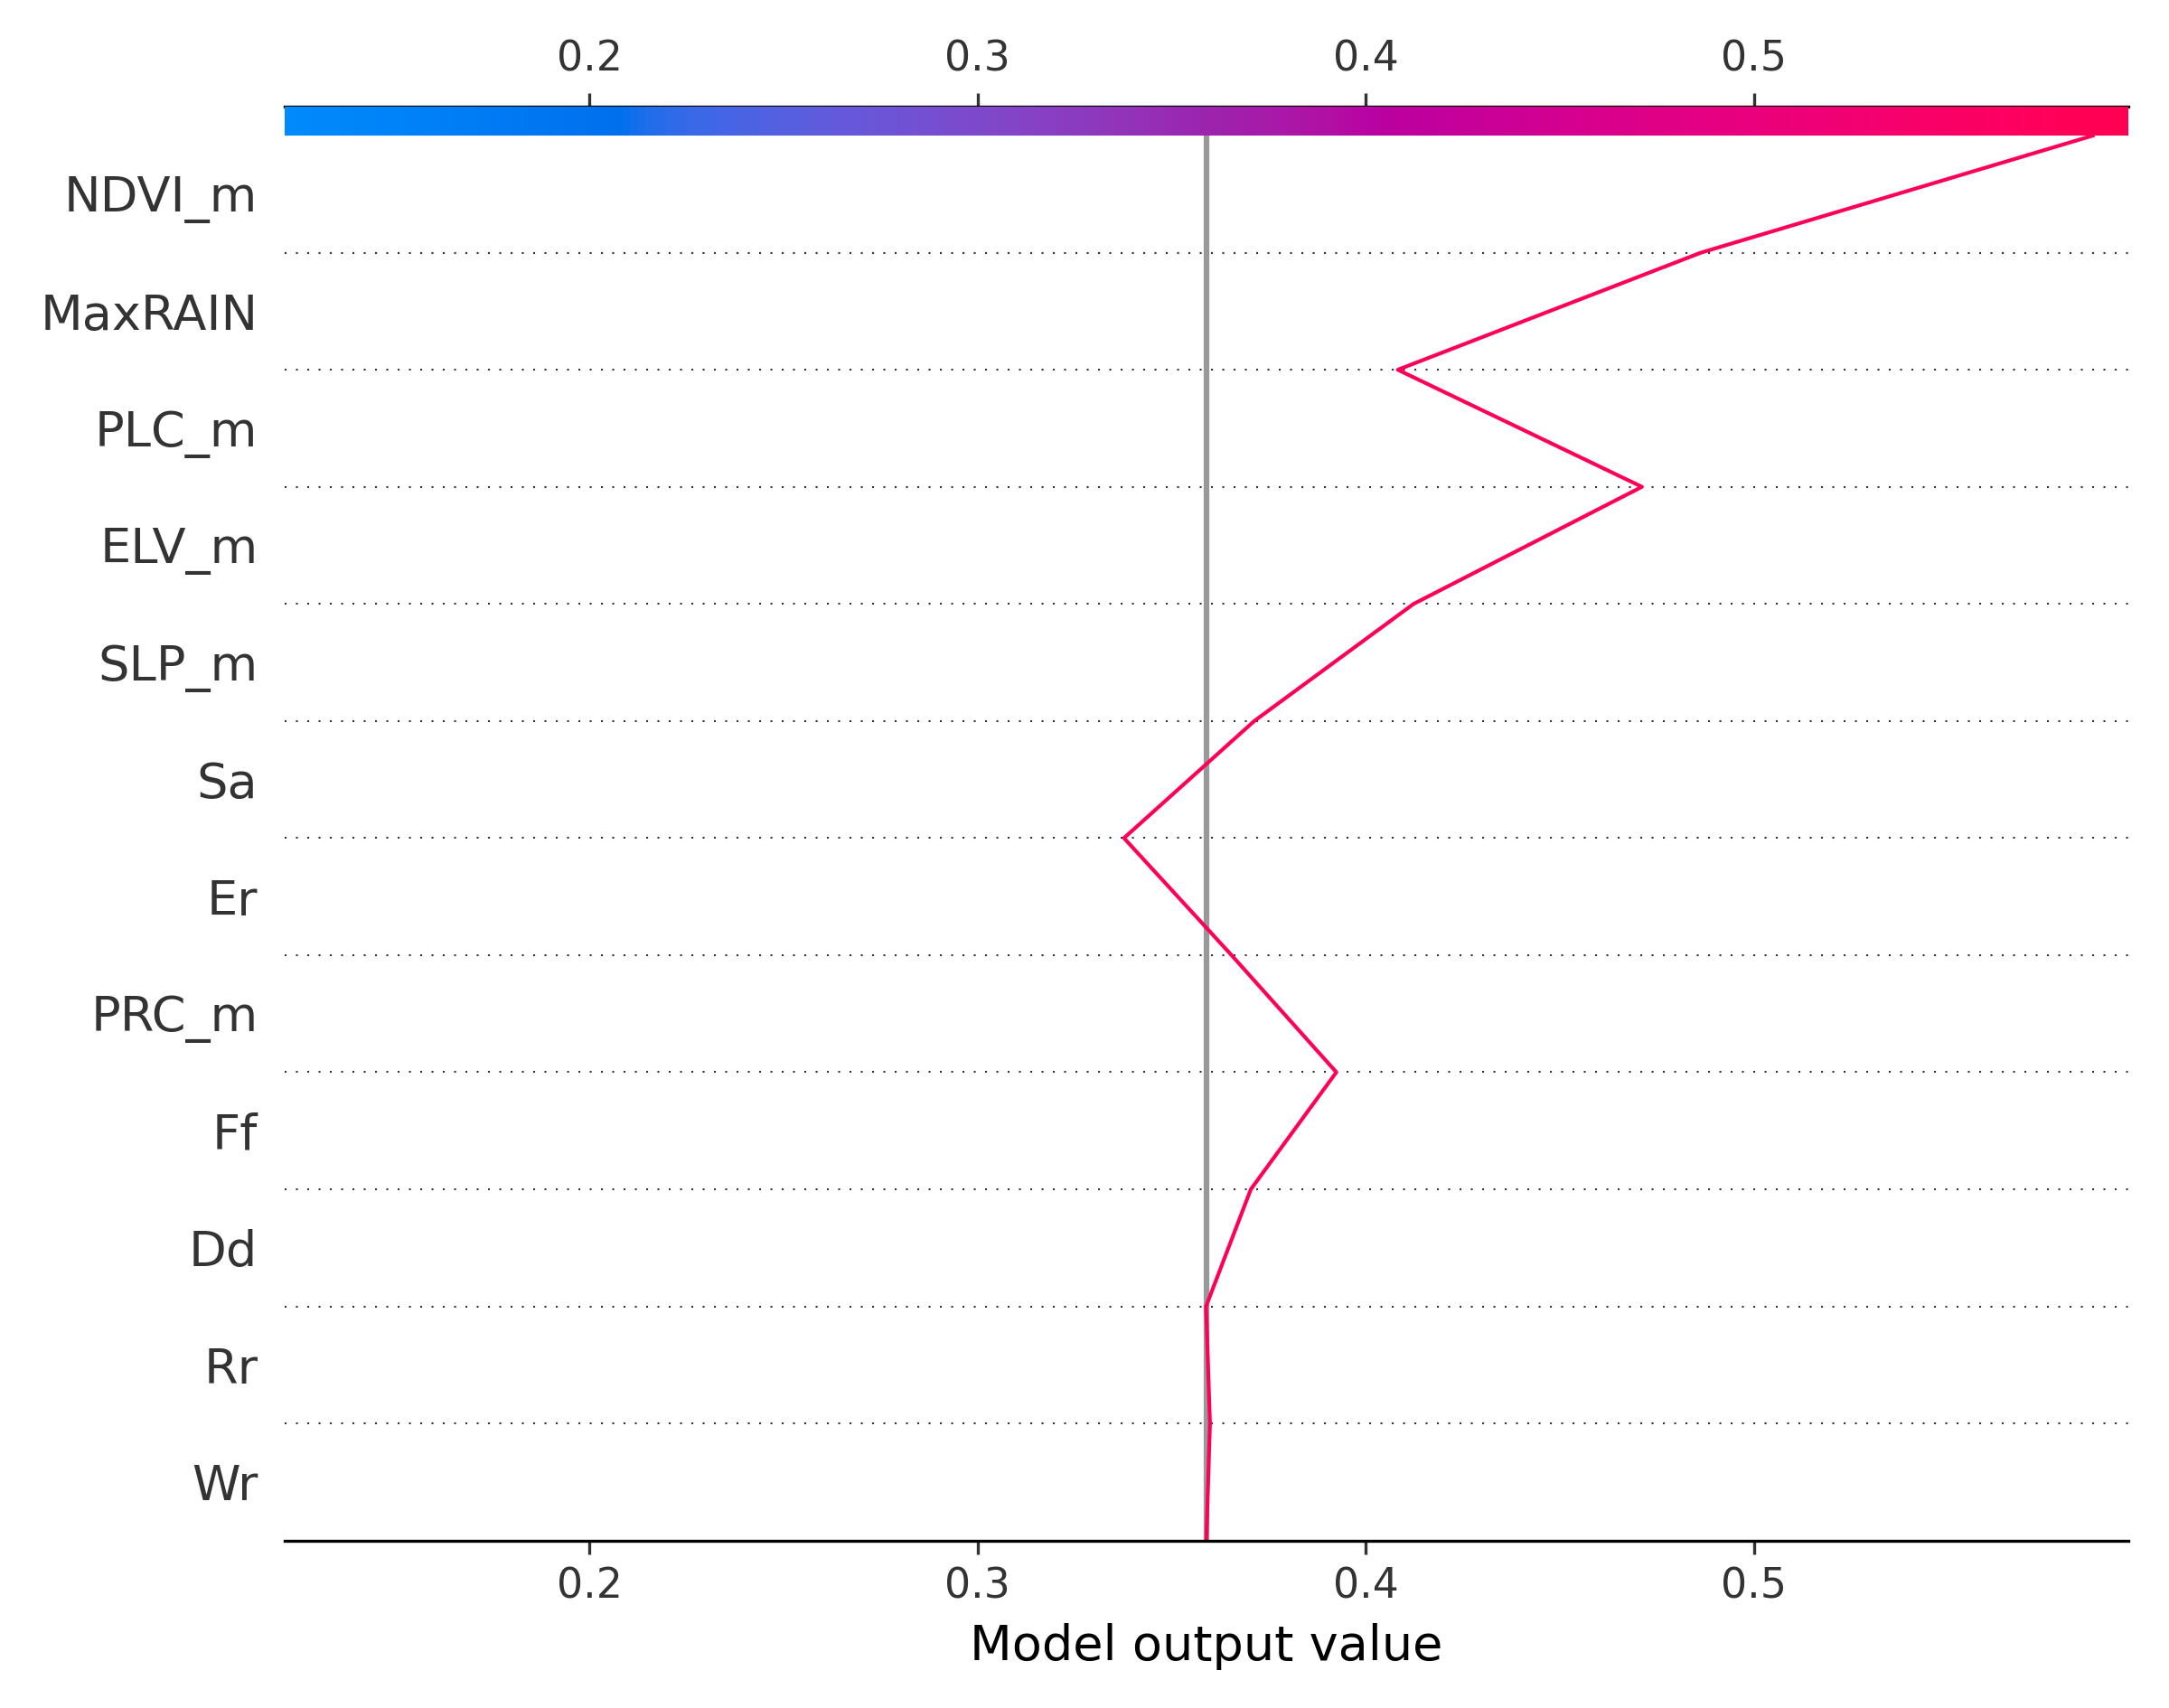 0.2 0.3 0.4 0.5
NDVI_m
MaxRAIN
PLC_m
ELV_m
SLP_m
Sa
Er
PRC_m
Ff
Dd
Rr
Wr
0.2 0.3 0.4 0.5
Model output value